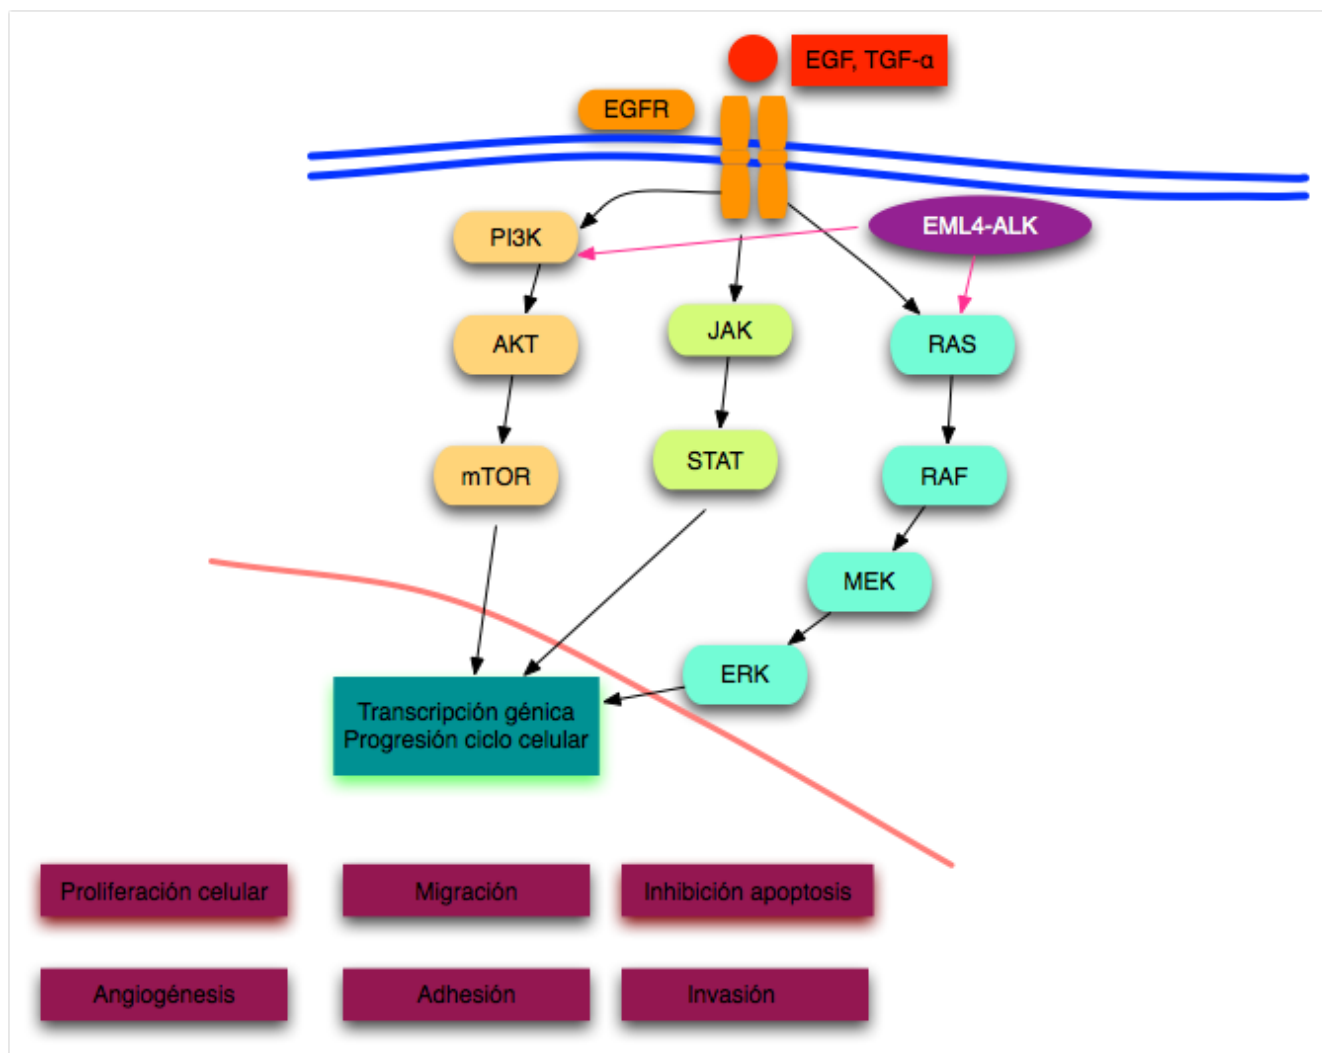 EGF, TGF-α
EGFR
EML4-ALK
PI3K
AKT
JAK
RAS
mTOR
STAT
RAF
MEK
ERK
Transcripción génica
Progresión ciclo celular
Proliferación celular
Migración
Inhibición apoptosis
Angiogénesis
Adhesión
Invasión